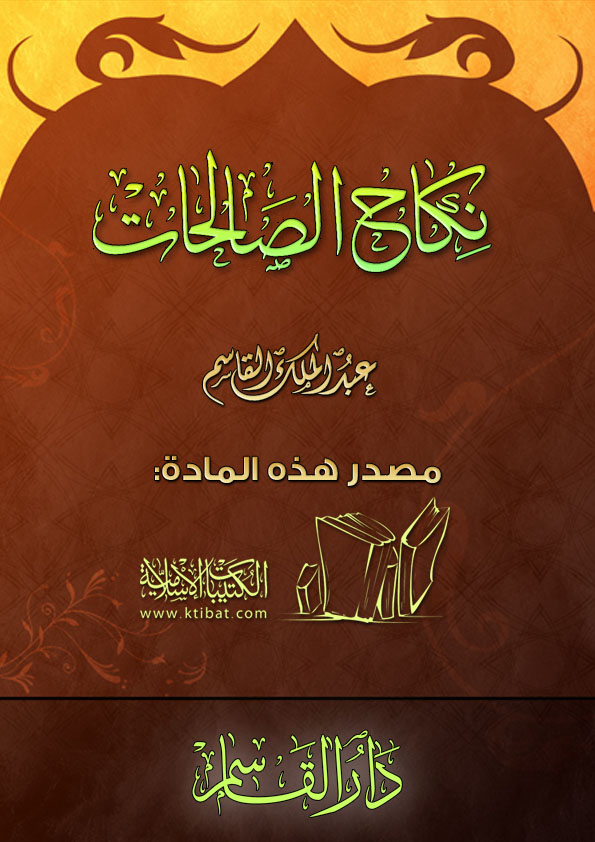 نكاح الصالحات
عبد الملك القاسم
مصدر هذه المادة:
الكتيبات الإسلامية
www.ktibat.com
دار القاسم